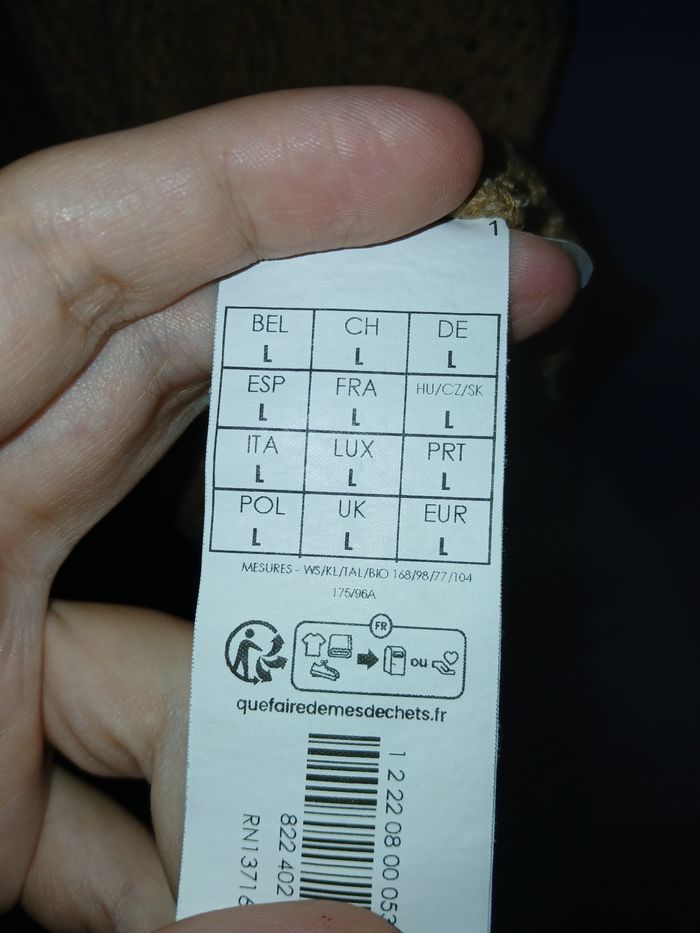 1
BEL CH DE
L L L
ESP FRA HU/CZ/SK
L L L
ITA LUX PRT
L L L
POL UK EUR
L L L
MESURES - WS/KL/TAL/BIO 168/98/77/104
175/96A
FR
ou
quefairedemesdechets.fr
1 2 22 08 00 053
822 402
RN13716